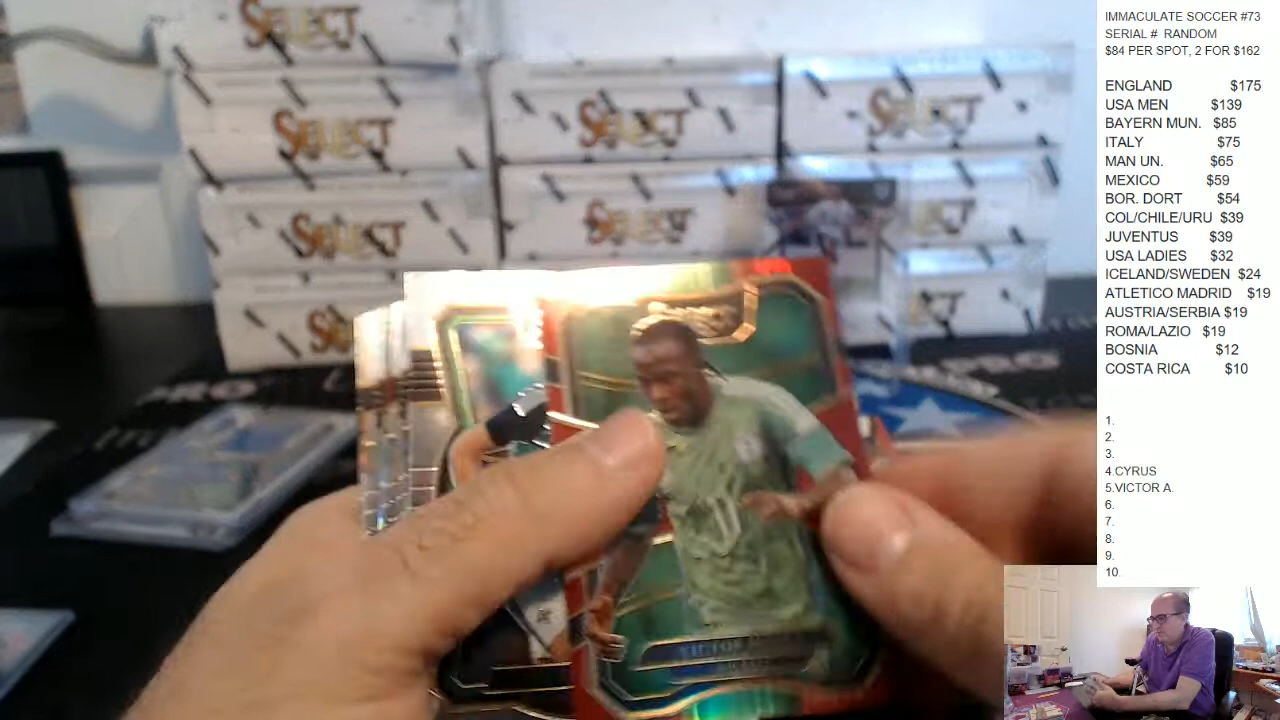 IMMACULATE SOCCER #73
SERIAL # RANDOM
$84 PER SPOT, 2 FOR $162
ENGLAND $175
USA MEN $139
BAYERN MUN. $85
ITALY $75
MAN UN. $65
MEXICO $59
BOR. DORT $54
COL/CHILE/URU $39
JUVENTUS $39
USA LADIES $32
ICELAND/SWEDEN $24
ATLETICO MADRID $19
AUSTRIA/SERBIA $19
ROMA/LAZIO $19
BOSNIA $12
COSTA RICA $10
1.
2.
3.
4.CYRUS
5.VICTOR A.
6.
7.
8.
9.
10.
SELECT
SELECT
SELECT
SELECT
SELECT
SELECT
SELECT
VICTOR
10